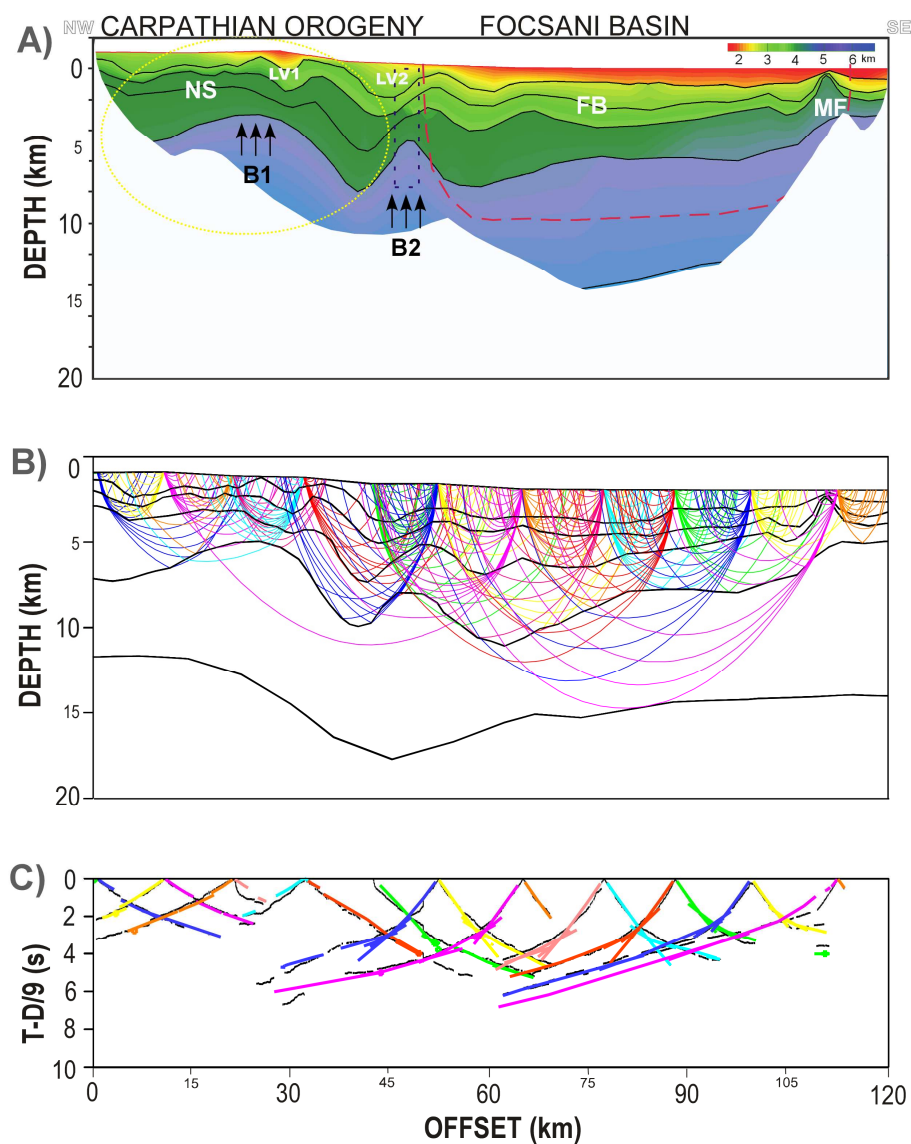 A)
NW CARPATHIAN OROGENY FOCSANI BASIN SE
2 3 4 5 6 km
NS LV1 LV2 FB MF
B1
B2
DEPTH (km)
0
5
10
15
20
B)
DEPTH (km)
0
5
10
15
20
C)
T-D/9 (s)
0
2
4
6
8
10
0 15 30 45 60 75 90 105 120
OFFSET (km)